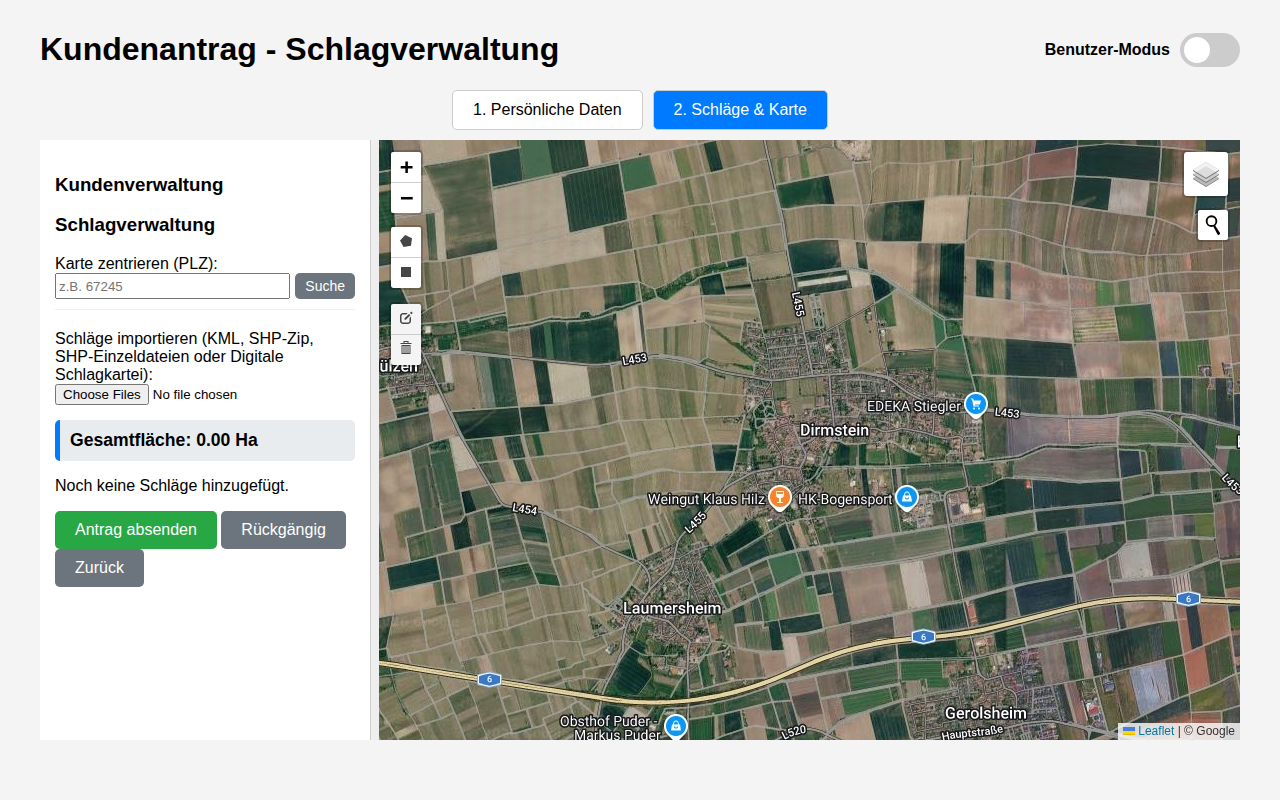 Kundenantrag - Schlagverwaltung
Benutzer-Modus
1. Persönliche Daten
2. Schläge & Karte
Kundenverwaltung
Schlagverwaltung
Karte zentrieren (PLZ):
z.B. 67245
Suche
Schläge importieren (KML, SHP-Zip,
SHP-Einzeldateien oder Digitale
Schlagkartei):
Choose Files No file chosen
Gesamtfläche: 0.00 Ha
Noch keine Schläge hinzugefügt.
Antrag absenden
Rückgängig
Zurück
+
−
L455
L453
ülzen
EDEKA Stiegler
L453
Dirmstein
L453
Weingut Klaus Hilz
HK-Bogensport
L454
L455
Laumersheim
6
6
6
Obsthof Puder -
Markus Puder
L520
Gerolsheim
Hauptstraße
Leaflet | © Google